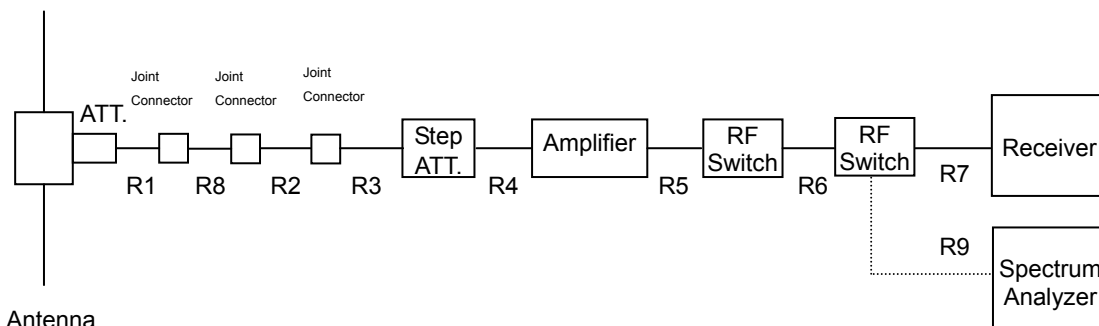 Joint
Connector
Joint
Connector
Joint
Connector
ATT.
R1
R8
R2
R3
Step
ATT.
R4
Amplifier
R5
RF
Switch
R6
RF
Switch
R7
Receiver
R9
Spectrum
Analyzer
Antenna